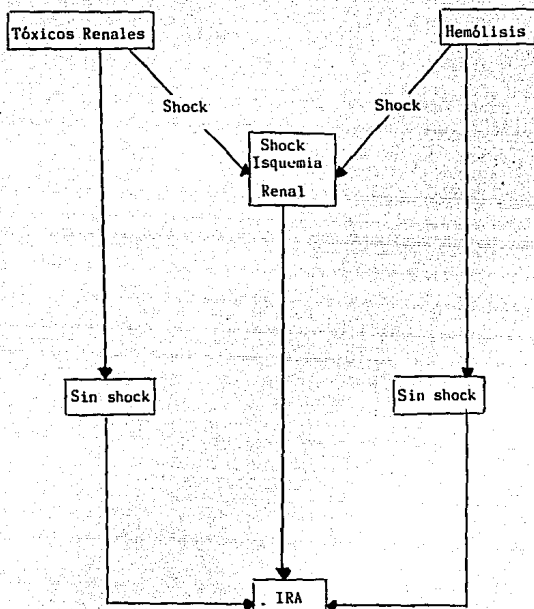 Tóxicos Renales
Hemólisis
Shock
Shock
Shock
Isquemia
Renal
Sin shock
Sin shock
IRA